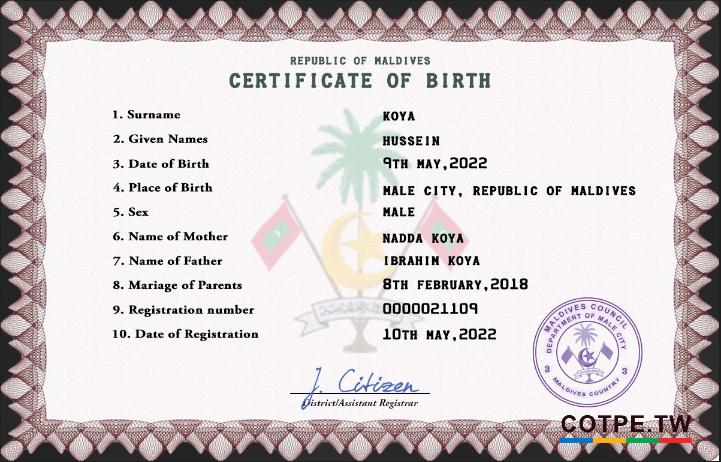 REPUBLIC OF MALDIVES
CERTIFICATE OF BIRTH
1. Surname KOYA
2. Given Names HUSSEIN
3. Date of Birth 9TH MAY,2022
4. Place of Birth MALE CITY, REPUBLIC OF MALDIVES
5. Sex MALE
6. Name of Mother NADDA KOYA
7. Name of Father IBRAHIN KOYA
8. Mariage of Parents 8TH FEBRUARY,2018
9. Registration number 0000021109
10. Date of Registration 10TH MAY,2022
MALDIVES COUNCIL
DEPARTMENT OF MALE CITY
3 3
MALDIVES COUNTRY
J. Citizen
District/Assistant Registrar
COTPE.TW